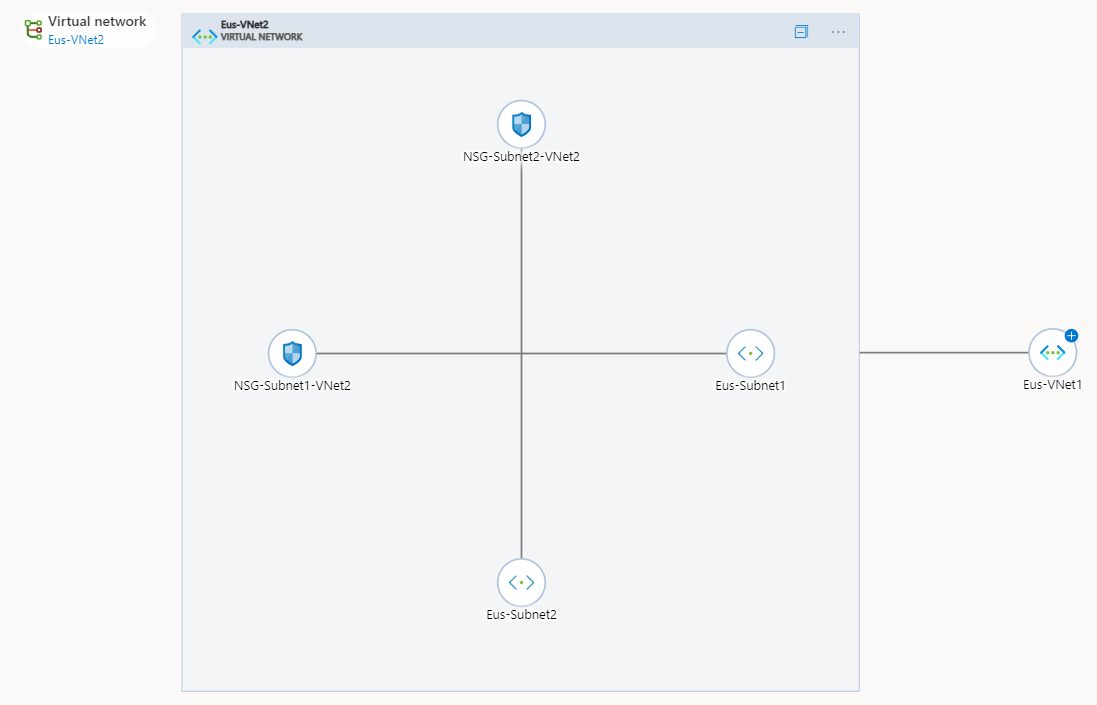 Virtual network
Eus-VNet2
Eus-VNet2
VIRTUAL NETWORK
NSG-Subnet2-VNet2
NSG-Subnet1-VNet2
Eus-Subnet1
Eus-VNet1
Eus-Subnet2